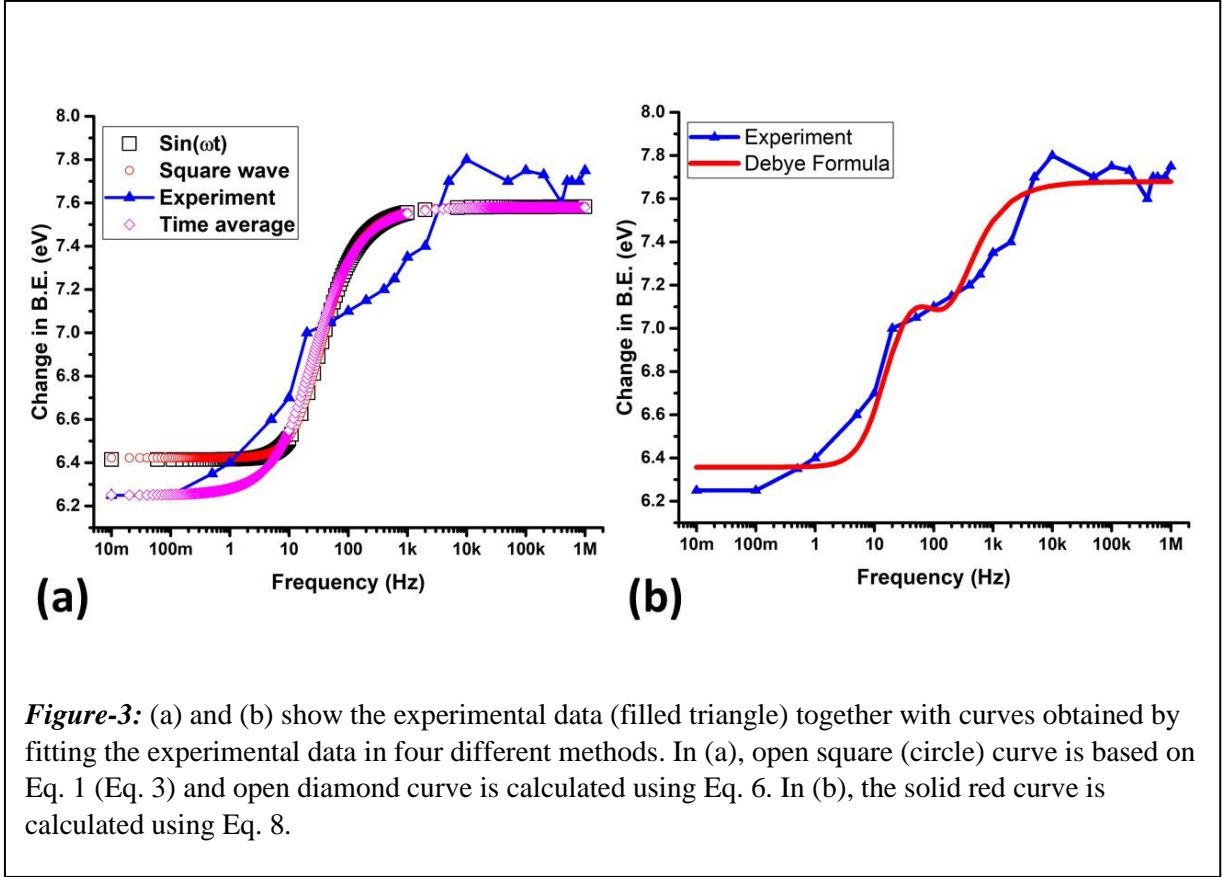 8.0
7.8
7.6
7.4
7.2
7.0
6.8
6.6
6.4
6.2
Change in B.E. (eV)
Sin(ωt)
Square wave
Experiment
Time average
10m 100m 1 10 100 1k 10k 100k 1M
Frequency (Hz)
(a)
8.0
7.8
7.6
7.4
7.2
7.0
6.8
6.6
6.4
6.2
Change in B.E. (eV)
Experiment
Debye Formula
10m 100m 1 10 100 1k 10k 100k 1M
Frequency (Hz)
(b)
Figure-3: (a) and (b) show the experimental data (filled triangle) together with curves obtained by
fitting the experimental data in four different methods. In (a), open square (circle) curve is based on
Eq. 1 (Eq. 3) and open diamond curve is calculated using Eq. 6. In (b), the solid red curve is
calculated using Eq. 8.